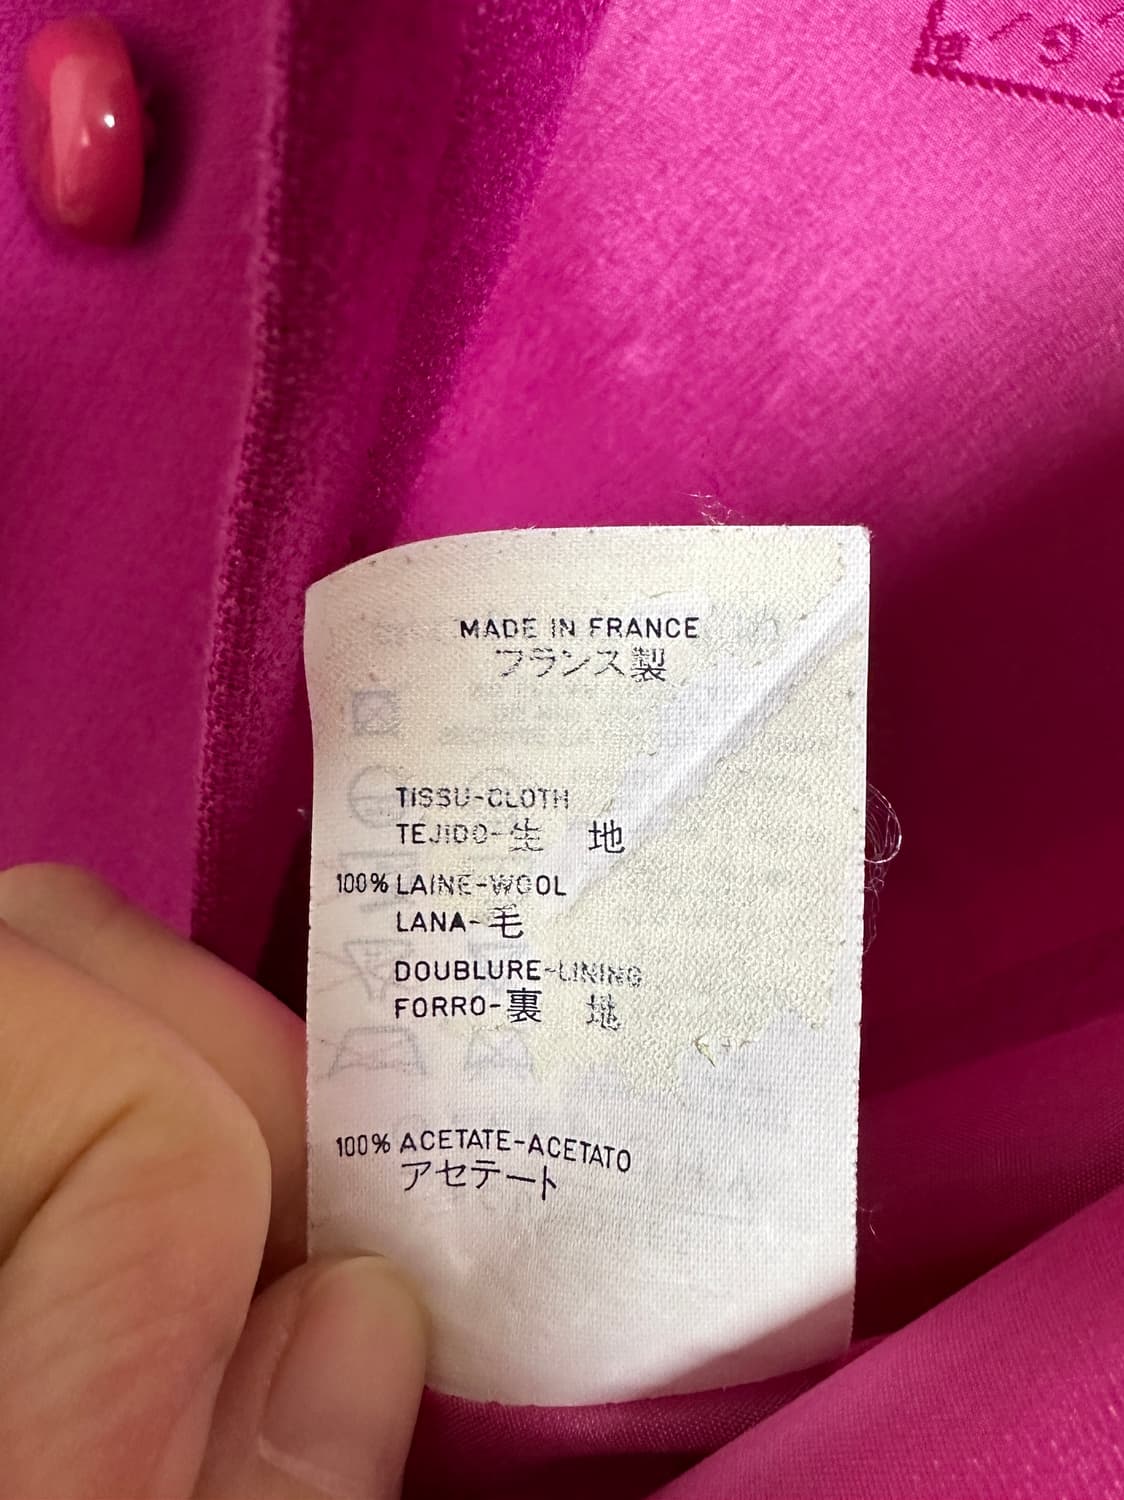 MADE IN FRANCE
フランス製
TISSU-CLOTH
TEJIDO-生 地
100% LAINE-WOOL
LANA-毛
DOUBLURE-LINING
FORRO-裏 地
100% ACETATE-ACETATO
アセテート